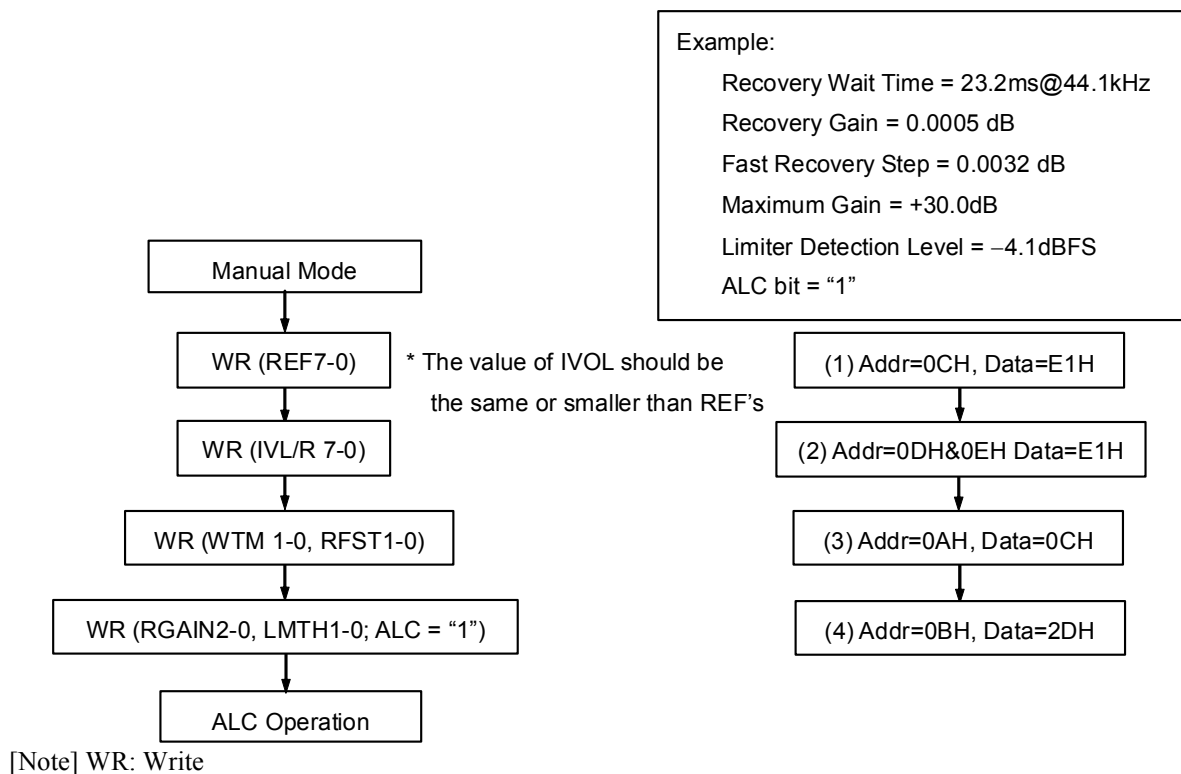 Example:
Recovery Wait Time = 23.2ms@44.1kHz
Recovery Gain = 0.0005 dB
Fast Recovery Step = 0.0032 dB
Maximum Gain = +30.0dB
Limiter Detection Level = −4.1dBFS
ALC bit = “1”
Manual Mode
WR (REF7-0)
* The value of IVOL should be
the same or smaller than REF’s
WR (IVL/R 7-0)
WR (WTM 1-0, RFST1-0)
WR (RGAIN2-0, LMTH1-0; ALC = “1”)
ALC Operation
(1) Addr=0CH, Data=E1H
(2) Addr=0DH&0EH Data=E1H
(3) Addr=0AH, Data=0CH
(4) Addr=0BH, Data=2DH
[Note] WR: Write